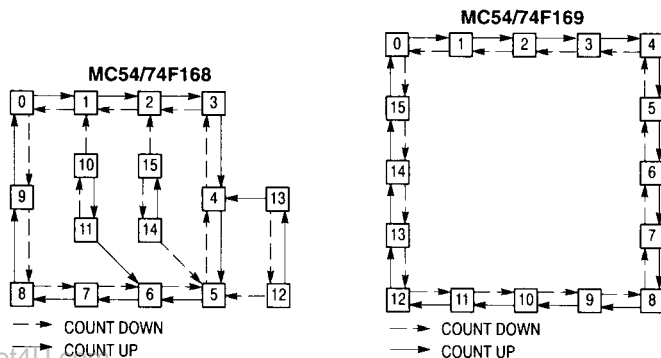 MC54/74F168
0 1 2 3
10 15
9 4 13
11 14
8 7 6 5 12
COUNT DOWN
COUNT UP
MC54/74F169
0 1 2 3 4
15 5
14 6
13 7
12 11 10 9 8
COUNT DOWN
COUNT UP